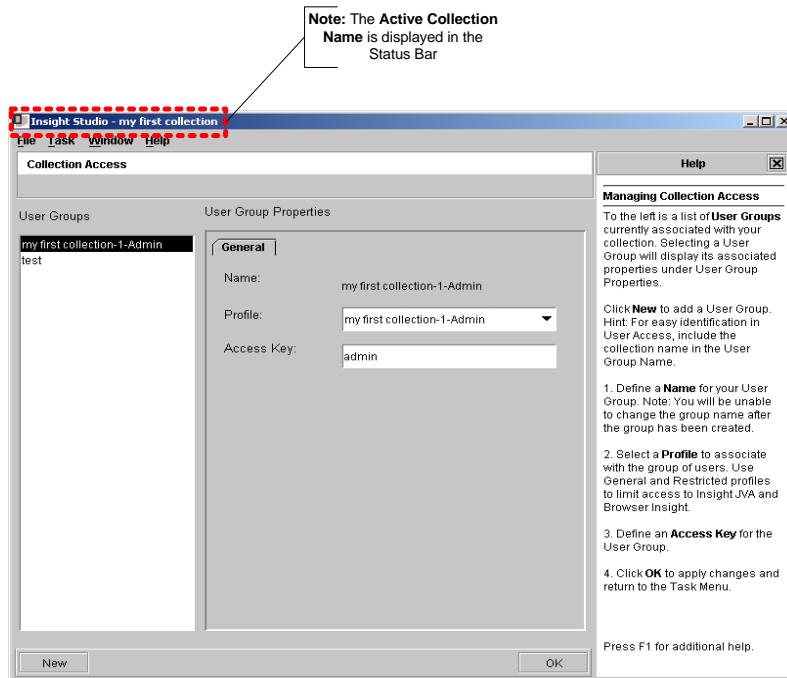 Note: The Active Collection
Name is displayed in the
Status Bar
Insight Studio - my first collection
File Task Window Help
Collection Access
User Groups
my first collection-1-Admin
test
User Group Properties
General
Name:
my first collection-1-Admin
Profile:
my first collection-1-Admin
Access Key:
admin
New
OK
Help
Managing Collection Access
To the left is a list of User Groups
currently associated with your
collection. Selecting a User
Group will display its associated
properties under User Group
Properties.
Click New to add a User Group.
Hint: For easy identification in
User Access, include the
collection name in the User
Group Name.
1. Define a Name for your User
Group. Note: You will be unable
to change the group name after
the group has been created.
2. Select a Profile to associate
with the group of users. Use
General and Restricted profiles
to limit access to Insight JVA and
Browser Insight.
3. Define an Access Key for the
User Group.
4. Click OK to apply changes and
return to the Task Menu.
Press F1 for additional help.